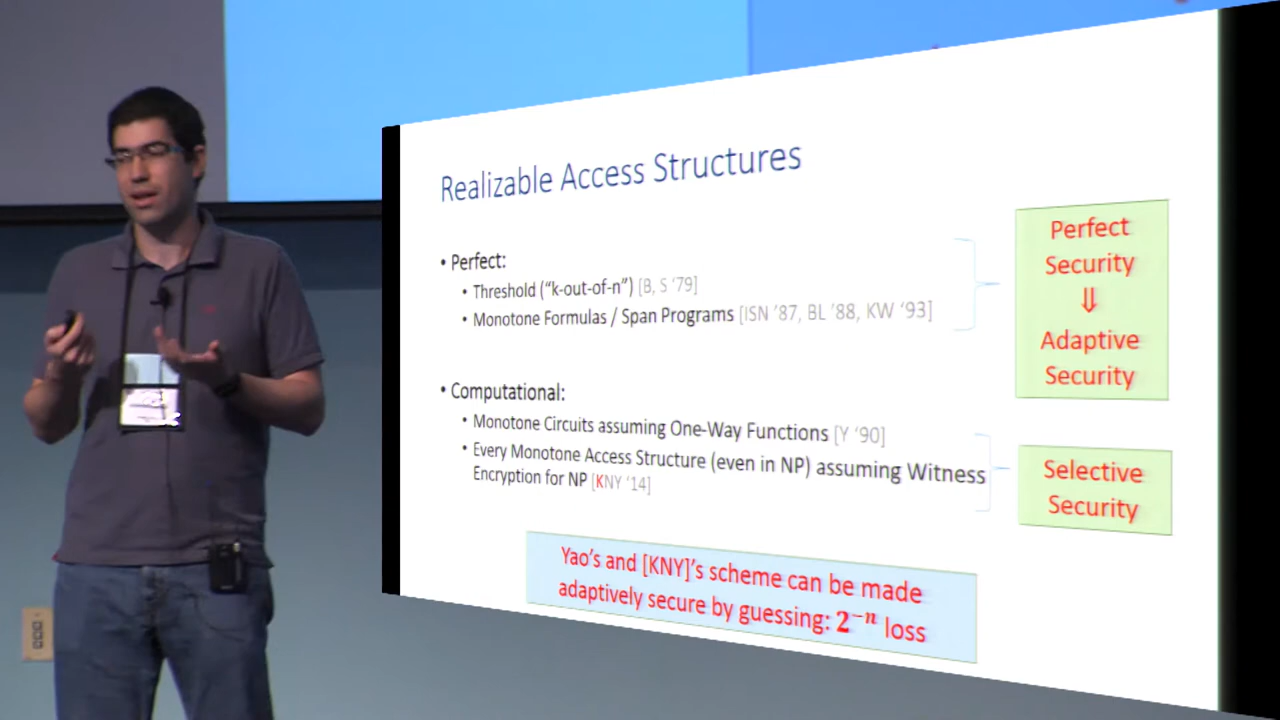 Realizable Access Structures
• Perfect:
• Threshold (“k-out-of-n”) [B, S ‘79]
• Monotone Formulas / Span Programs [ISN ’87, BL ’88, KW ‘93]
Perfect
Security
⇓
Adaptive
Security
• Computational:
• Monotone Circuits assuming One-Way Functions [Y ‘90]
• Every Monotone Access Structure (even in NP) assuming Witness
Encryption for NP [KNY ‘14]
Selective
Security
Yao’s and [KNY]’s scheme can be made
adaptively secure by guessing: 2⁻ⁿ loss